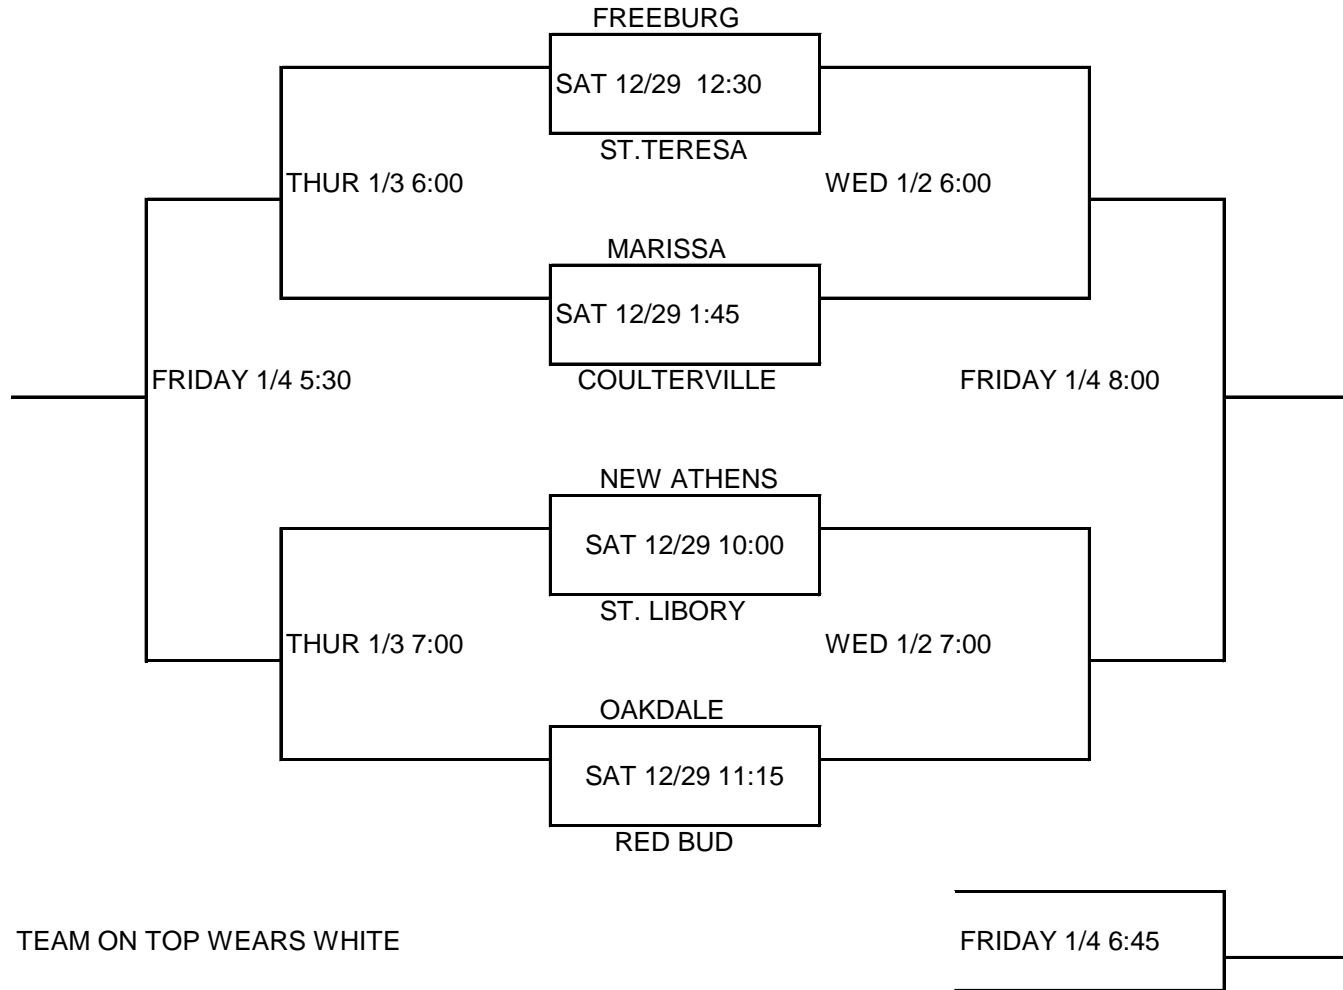 FREEBURG
SAT 12/29  12:30
ST.TERESA
THUR 1/3 6:00
WED 1/2 6:00
MARISSA
SAT 12/29 1:45
COULTERVILLE
FRIDAY 1/4 5:30
FRIDAY 1/4 8:00
NEW ATHENS
SAT 12/29 10:00
ST. LIBORY
THUR 1/3 7:00
WED 1/2 7:00
OAKDALE
SAT 12/29 11:15
RED BUD
TEAM ON TOP WEARS WHITE
FRIDAY 1/4 6:45